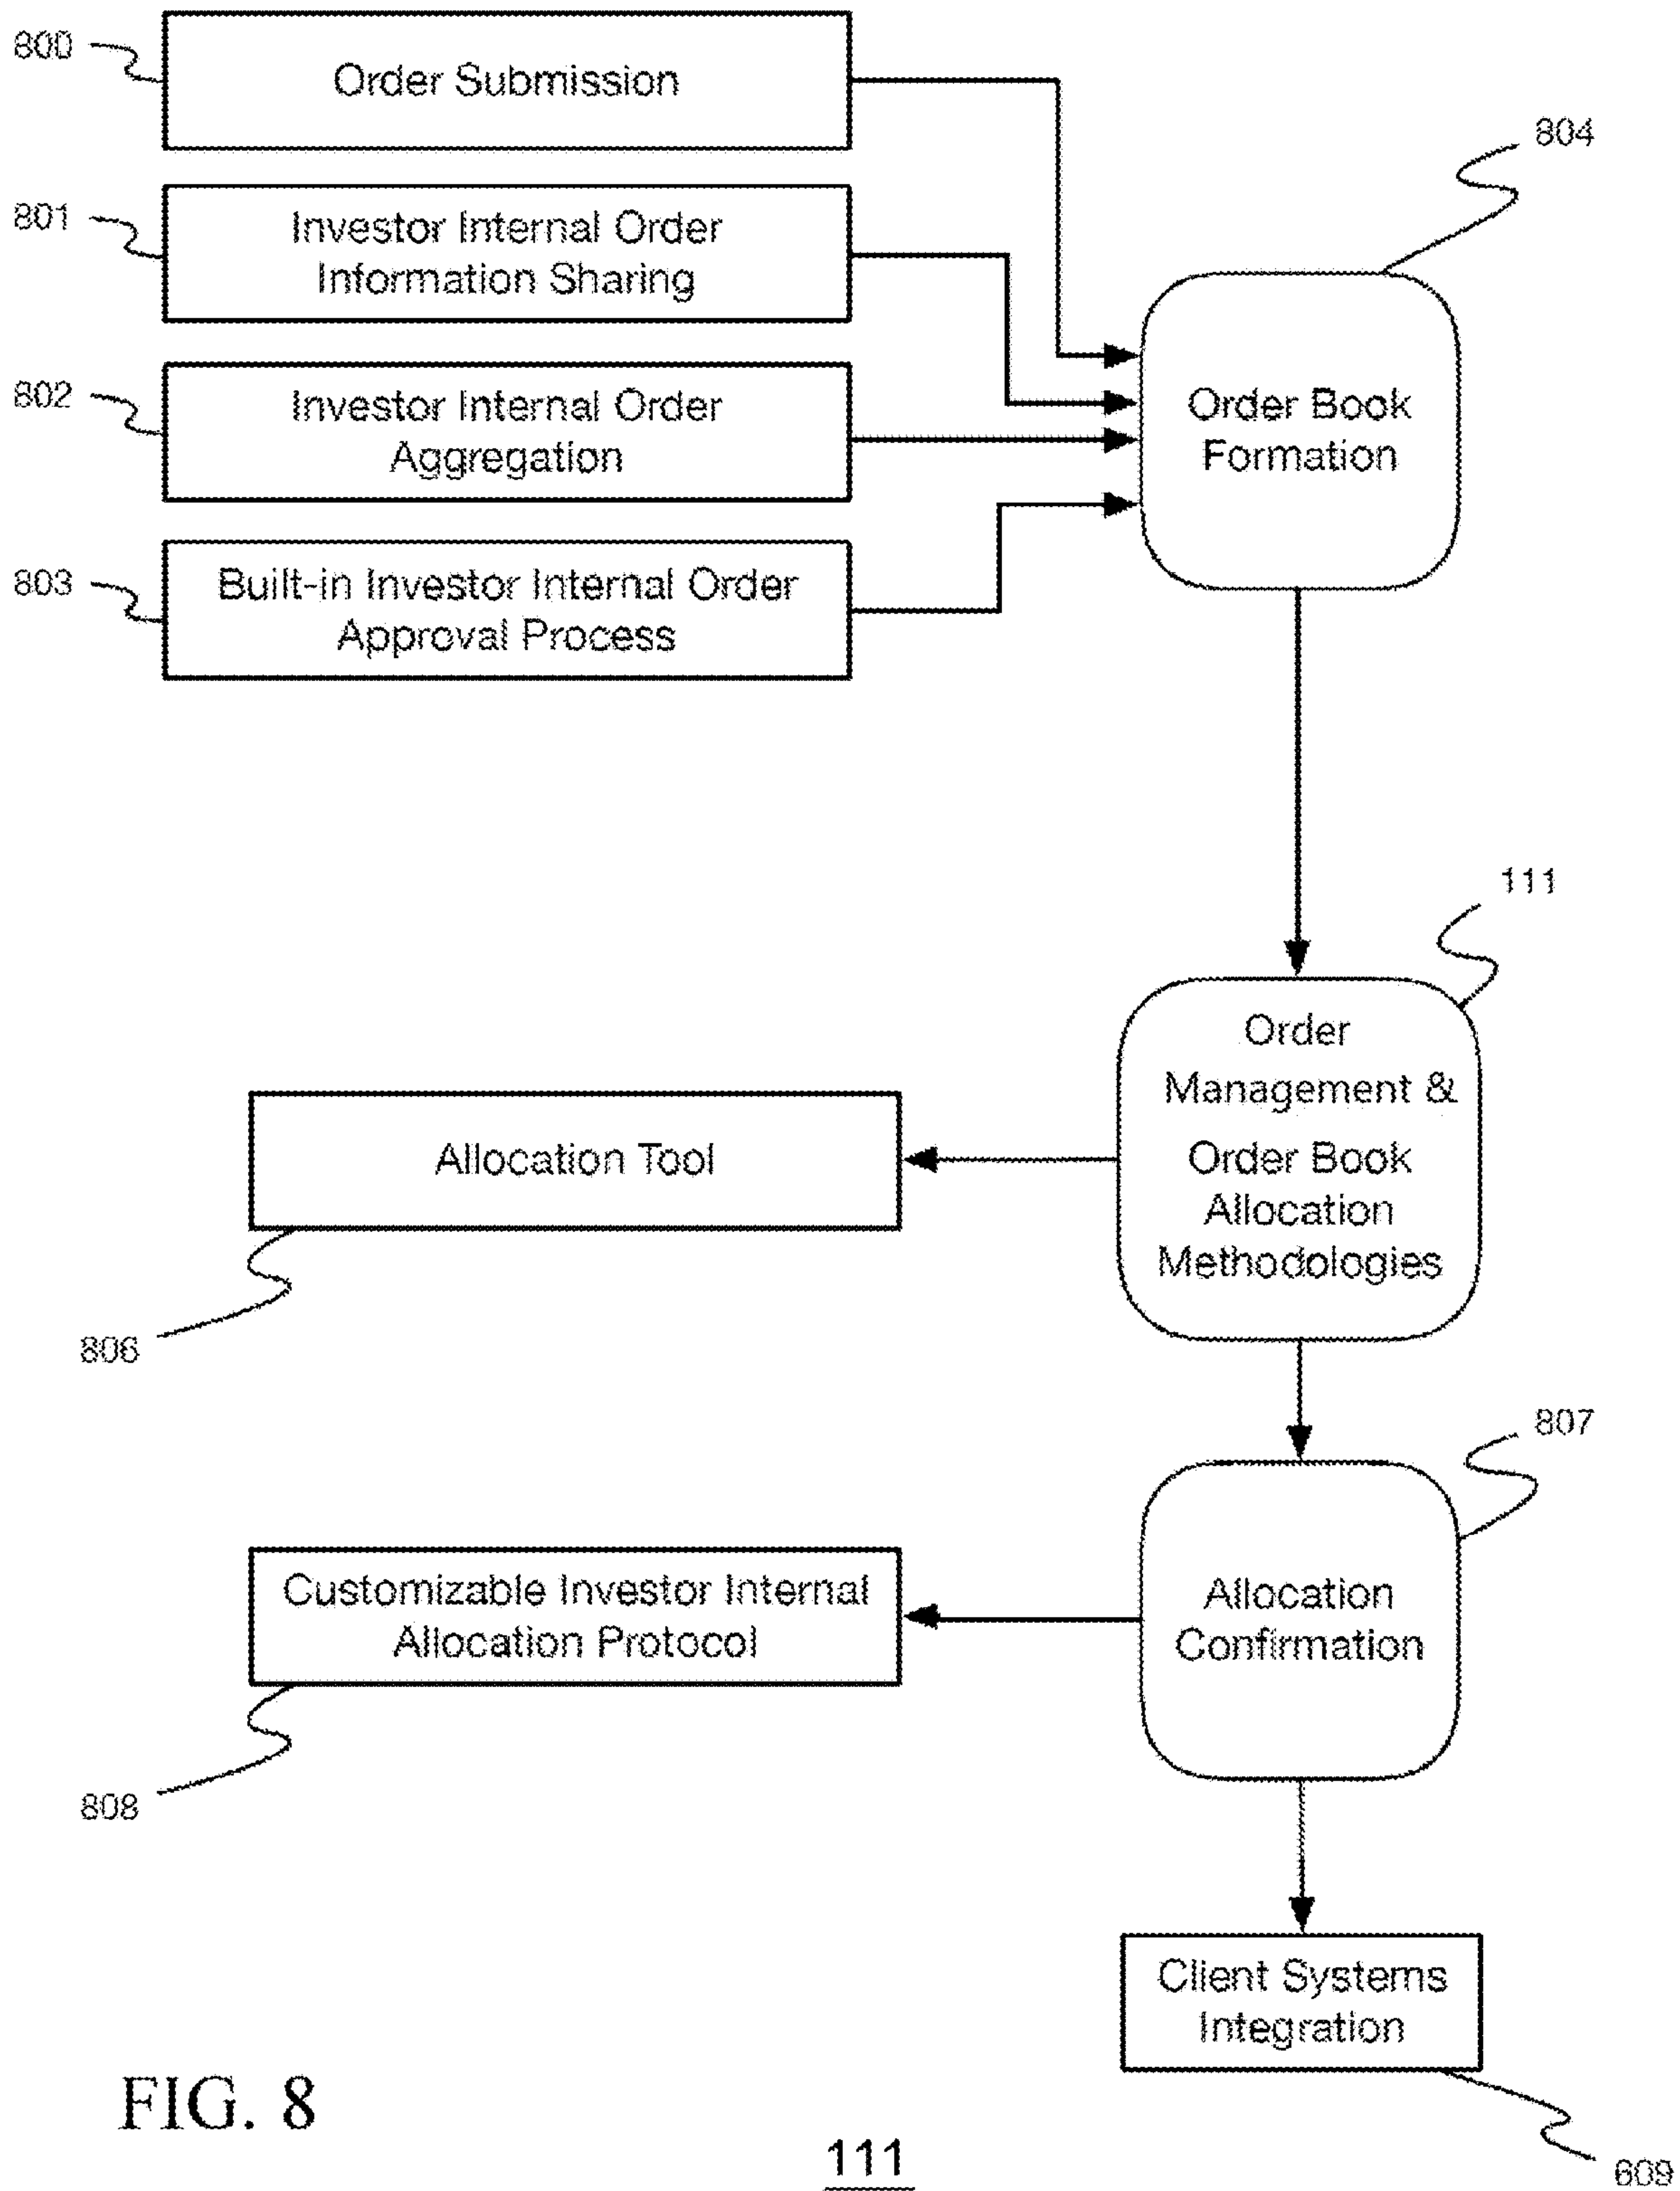 800
Order Submission
801
Investor Internal Order
Information Sharing
802
Investor Internal Order
Aggregation
803
Built-in Investor Internal Order
Approval Process
804
Order Book
Formation
111
Order
Management &
Order Book
Allocation
Methodologies
Allocation Tool
806
807
Allocation
Confirmation
Customizable Investor Internal
Allocation Protocol
808
Client Systems
Integration
609
FIG. 8
111